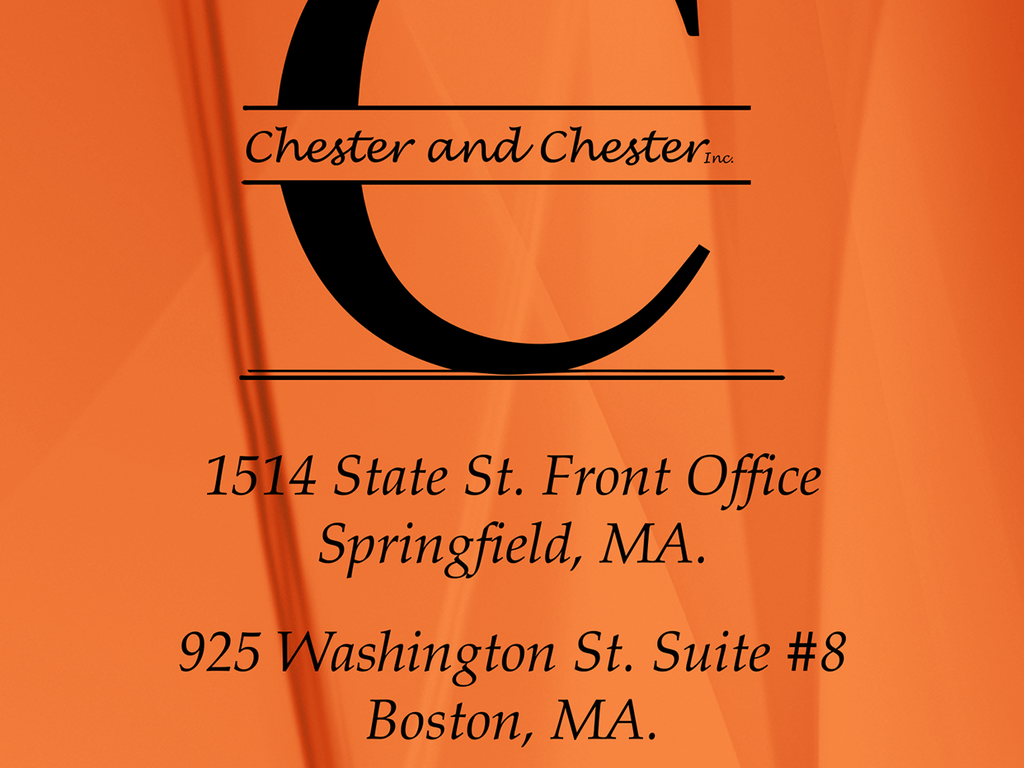 C
Chester and Chester Inc.
1514 State St. Front Office
Springfield, MA.
925 Washington St. Suite #8
Boston, MA.